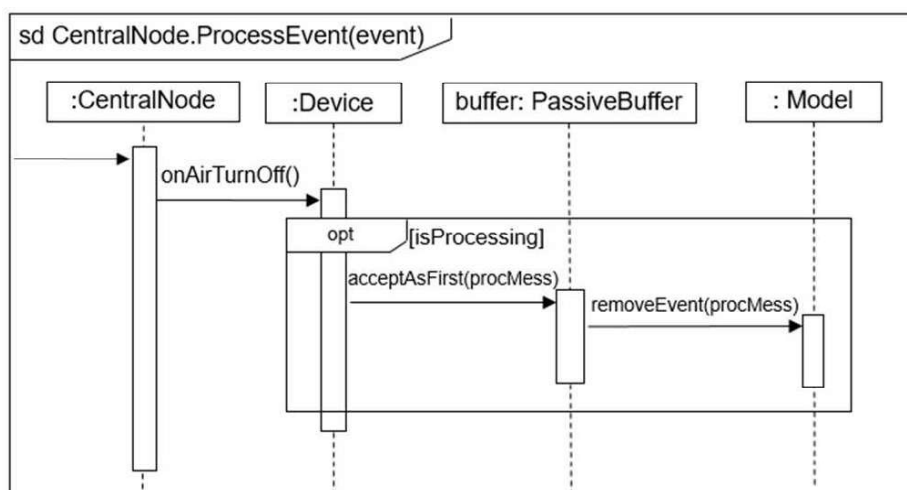 sd CentralNode.ProcessEvent(event)
:CentralNode
:Device
buffer: PassiveBuffer
: Model
onAirTurnOff()
opt
[isProcessing]
acceptAsFirst(procMess)
removeEvent(procMess)